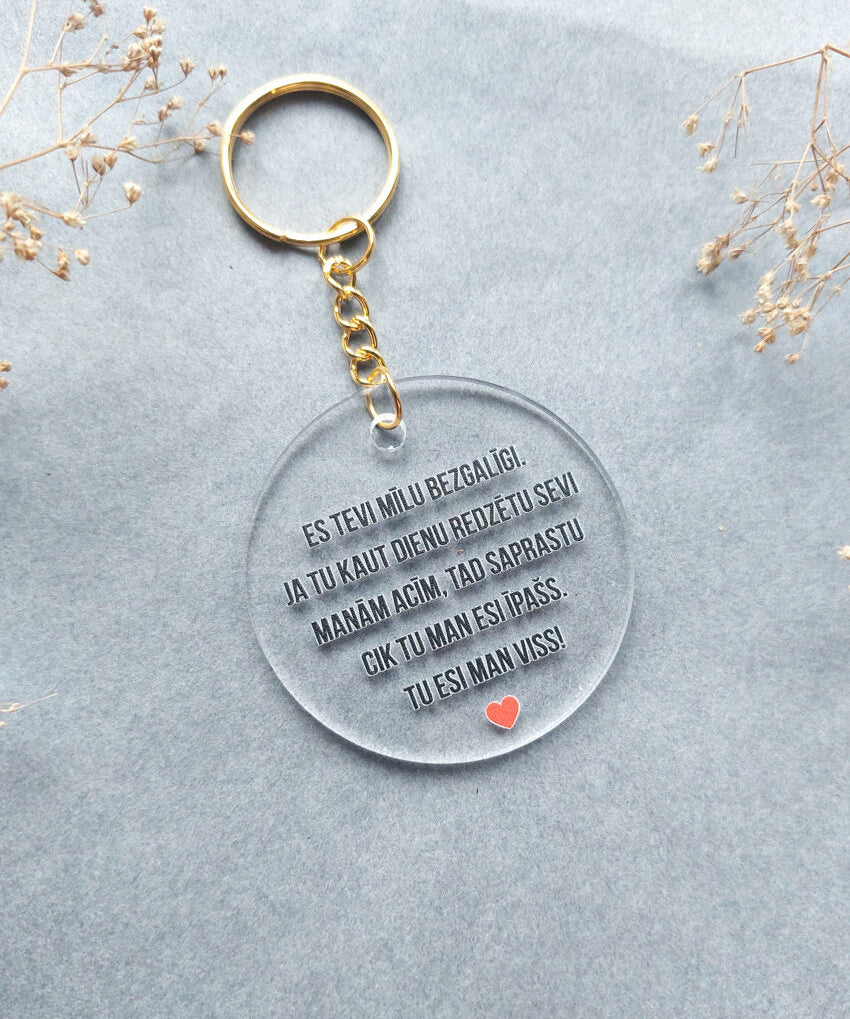 ES TEVI MĪLU BEZGALĪGI.
JA TU KAUT DIENU REDZĒTU SEVI
MANĀM ACĪM, TAD SAPRASTU
CIK TU MAN ESI ĪPAŠS.
TU ESI MAN VISS!